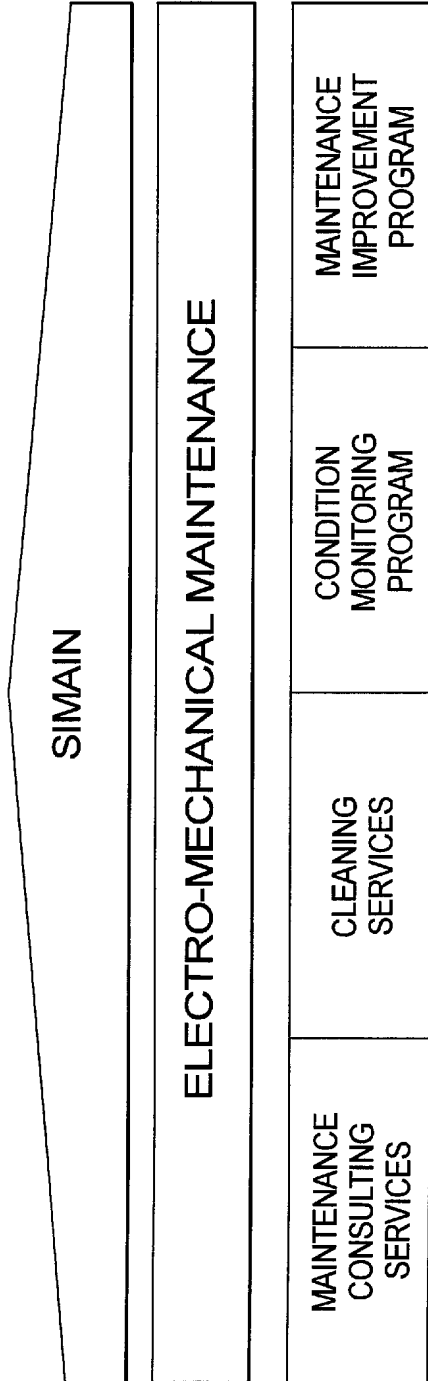 SIMAIN
ELECTRO-MECHANICAL MAINTENANCE
MAINTENANCE
CONSULTING
SERVICES
CLEANING
SERVICES
CONDITION
MONITORING
PROGRAM
MAINTENANCE
IMPROVEMENT
PROGRAM